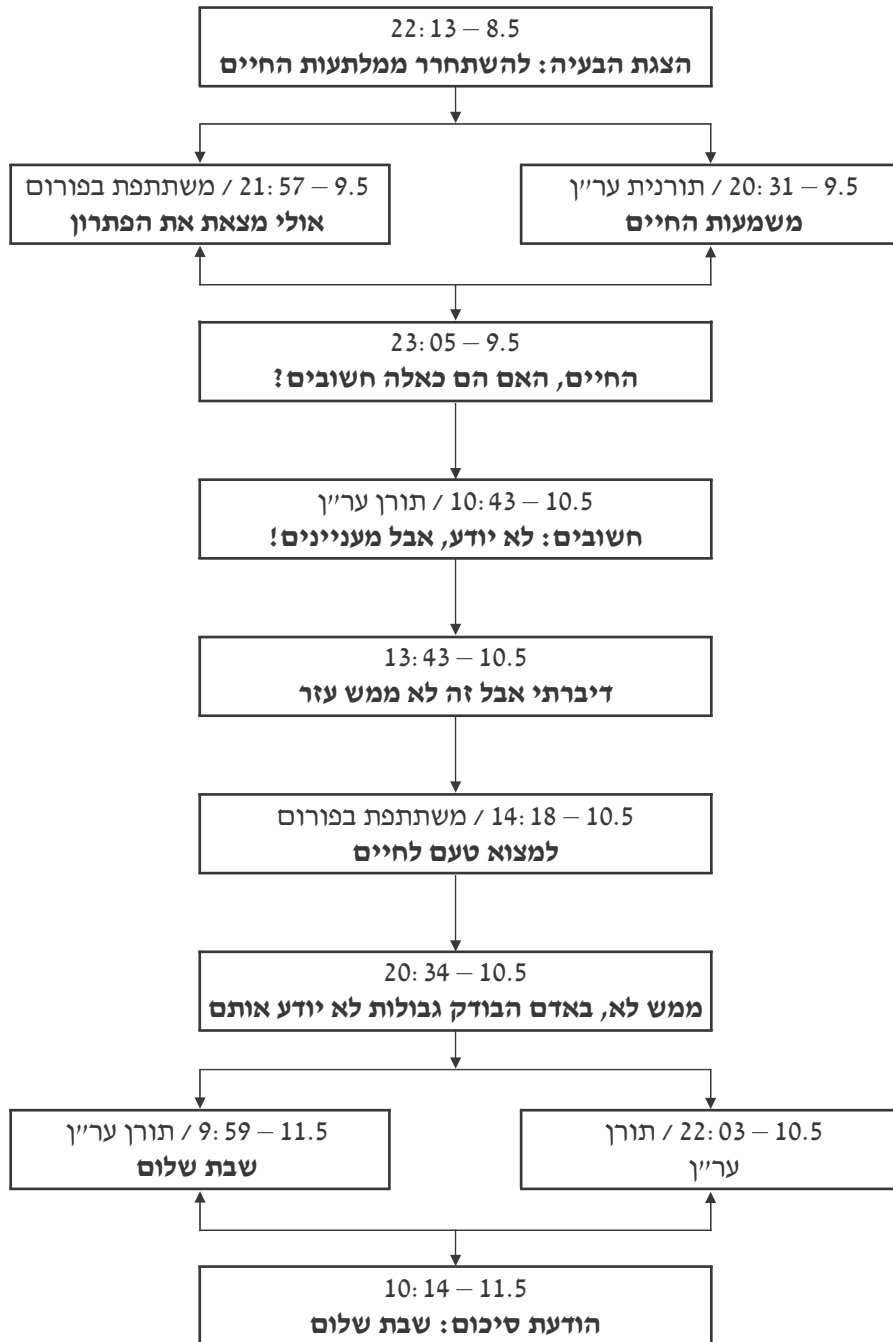 8.5 – 22:13
הצגת הבעיה: להשתחרר ממלתעות החיים
9.5 – 20:31 / תורנית ער״ן
משמעות החיים
9.5 – 21:57 / משתתפת בפורום
אולי מצאת את הפתרון
9.5 – 23:05
החיים, האם הם כאלה חשובים?
10.5 – 10:43 / תורן ער״ן
חשובים: לא יודע, אבל מעניינים!
10.5 – 13:43
דיברתי אבל זה לא ממש עזר
10.5 – 14:18 / משתתפת בפורום
למצוא טעם לחיים
10.5 – 20:34
ממש לא, באדם הבודק גבולות לא יודע אותם
10.5 – 22:03 / תורן
ער״ן
11.5 – 9:59 / תורן ער״ן
שבת שלום
11.5 – 10:14
הודעת סיכום: שבת שלום